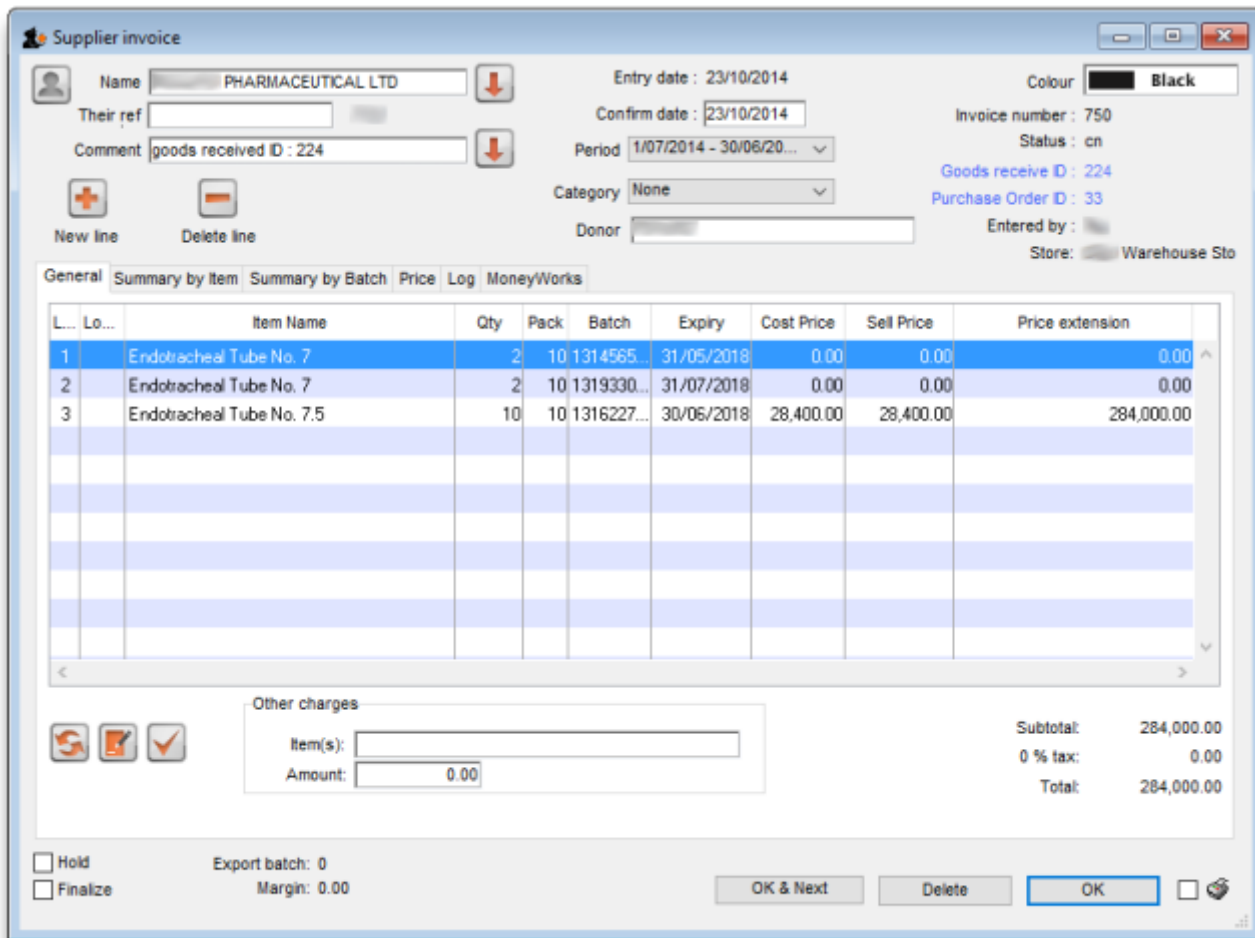 Supplier invoice
Name PHARMACEUTICAL LTD
Their ref
Comment goods received ID : 224
New line Delete line
Entry date : 23/10/2014
Confirm date : 23/10/2014
Period 1/07/2014 - 30/06/20...
Category None
Donor
Colour Black
Invoice number : 750
Status : cn
Goods receive ID : 224
Purchase Order ID : 33
Entered by :
Store: Warehouse Sto
General Summary by Item Summary by Batch Price Log MoneyWorks
L... Lo... Item Name Qty Pack Batch Expiry Cost Price Sell Price Price extension
1 Endotracheal Tube No. 7 2 10 1314565... 31/05/2018 0.00 0.00 0.00
2 Endotracheal Tube No. 7 2 10 1319330... 31/07/2018 0.00 0.00 0.00
3 Endotracheal Tube No. 7.5 10 10 1316227... 30/06/2018 28,400.00 28,400.00 284,000.00
Other charges
Item(s):
Amount: 0.00
Subtotal: 284,000.00
0 % tax: 0.00
Total: 284,000.00
Hold
Finalize
Export batch: 0
Margin: 0.00
OK & Next Delete OK